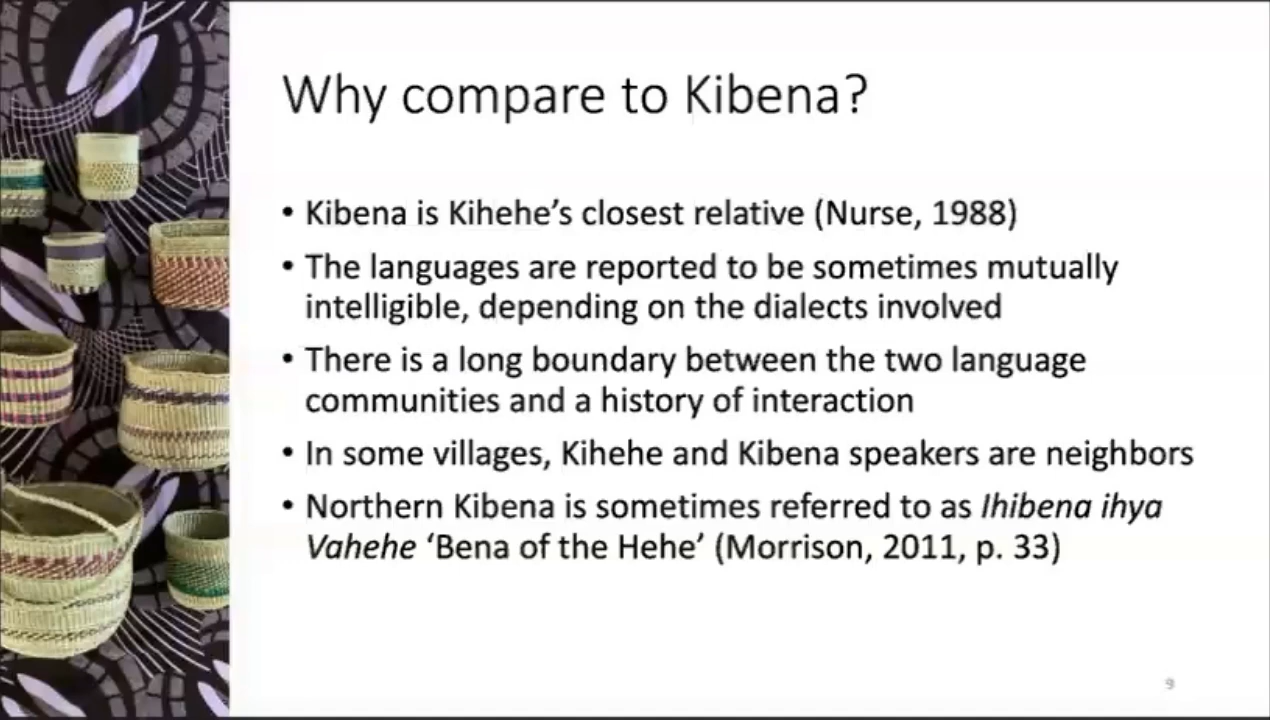 Why compare to Kibena?
• Kibena is Kihehe’s closest relative (Nurse, 1988)
• The languages are reported to be sometimes mutually
intelligible, depending on the dialects involved
• There is a long boundary between the two language
communities and a history of interaction
• In some villages, Kihehe and Kibena speakers are neighbors
• Northern Kibena is sometimes referred to as Ihibena ihya
Vahehe ‘Bena of the Hehe’ (Morrison, 2011, p. 33)
9